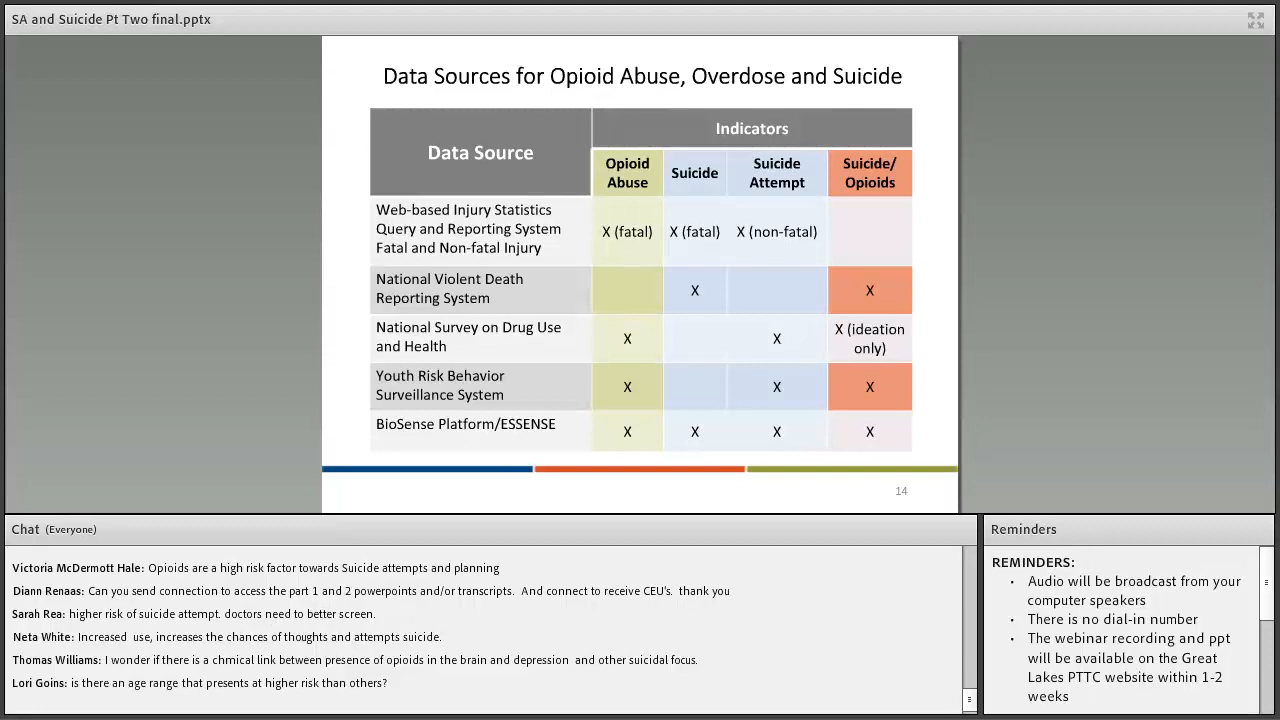 SA and Suicide Pt Two final.pptx
Data Sources for Opioid Abuse, Overdose and Suicide
Data Source
Indicators
Opioid
Abuse
Suicide
Suicide
Attempt
Suicide/
Opioids
Web-based Injury Statistics
Query and Reporting System
Fatal and Non-fatal Injury
X (fatal)
X (fatal)
X (non-fatal)
National Violent Death
Reporting System
X
X
National Survey on Drug Use
and Health
X
X
X (ideation
only)
Youth Risk Behavior
Surveillance System
X
X
X
BioSense Platform/ESSENSE
X
X
X
X
14
Chat (Everyone)
Victoria McDermott Hale: Opioids are a high risk factor towards Suicide attempts and planning
Diann Renaas: Can you send connection to access the part 1 and 2 powerpoints and/or transcripts. And connect to receive CEU's. thank you
Sarah Rea: higher risk of suicide attempt. doctors need to better screen.
Neta White: Increased use, increases the chances of thoughts and attempts suicide.
Thomas Williams: I wonder if there is a chmical link between presence of opioids in the brain and depression and other suicidal focus.
Lori Goins: is there an age range that presents at higher risk than others?
Reminders
REMINDERS:
• Audio will be broadcast from your
computer speakers
• There is no dial-in number
• The webinar recording and ppt
will be available on the Great
Lakes PTTC website within 1-2
weeks